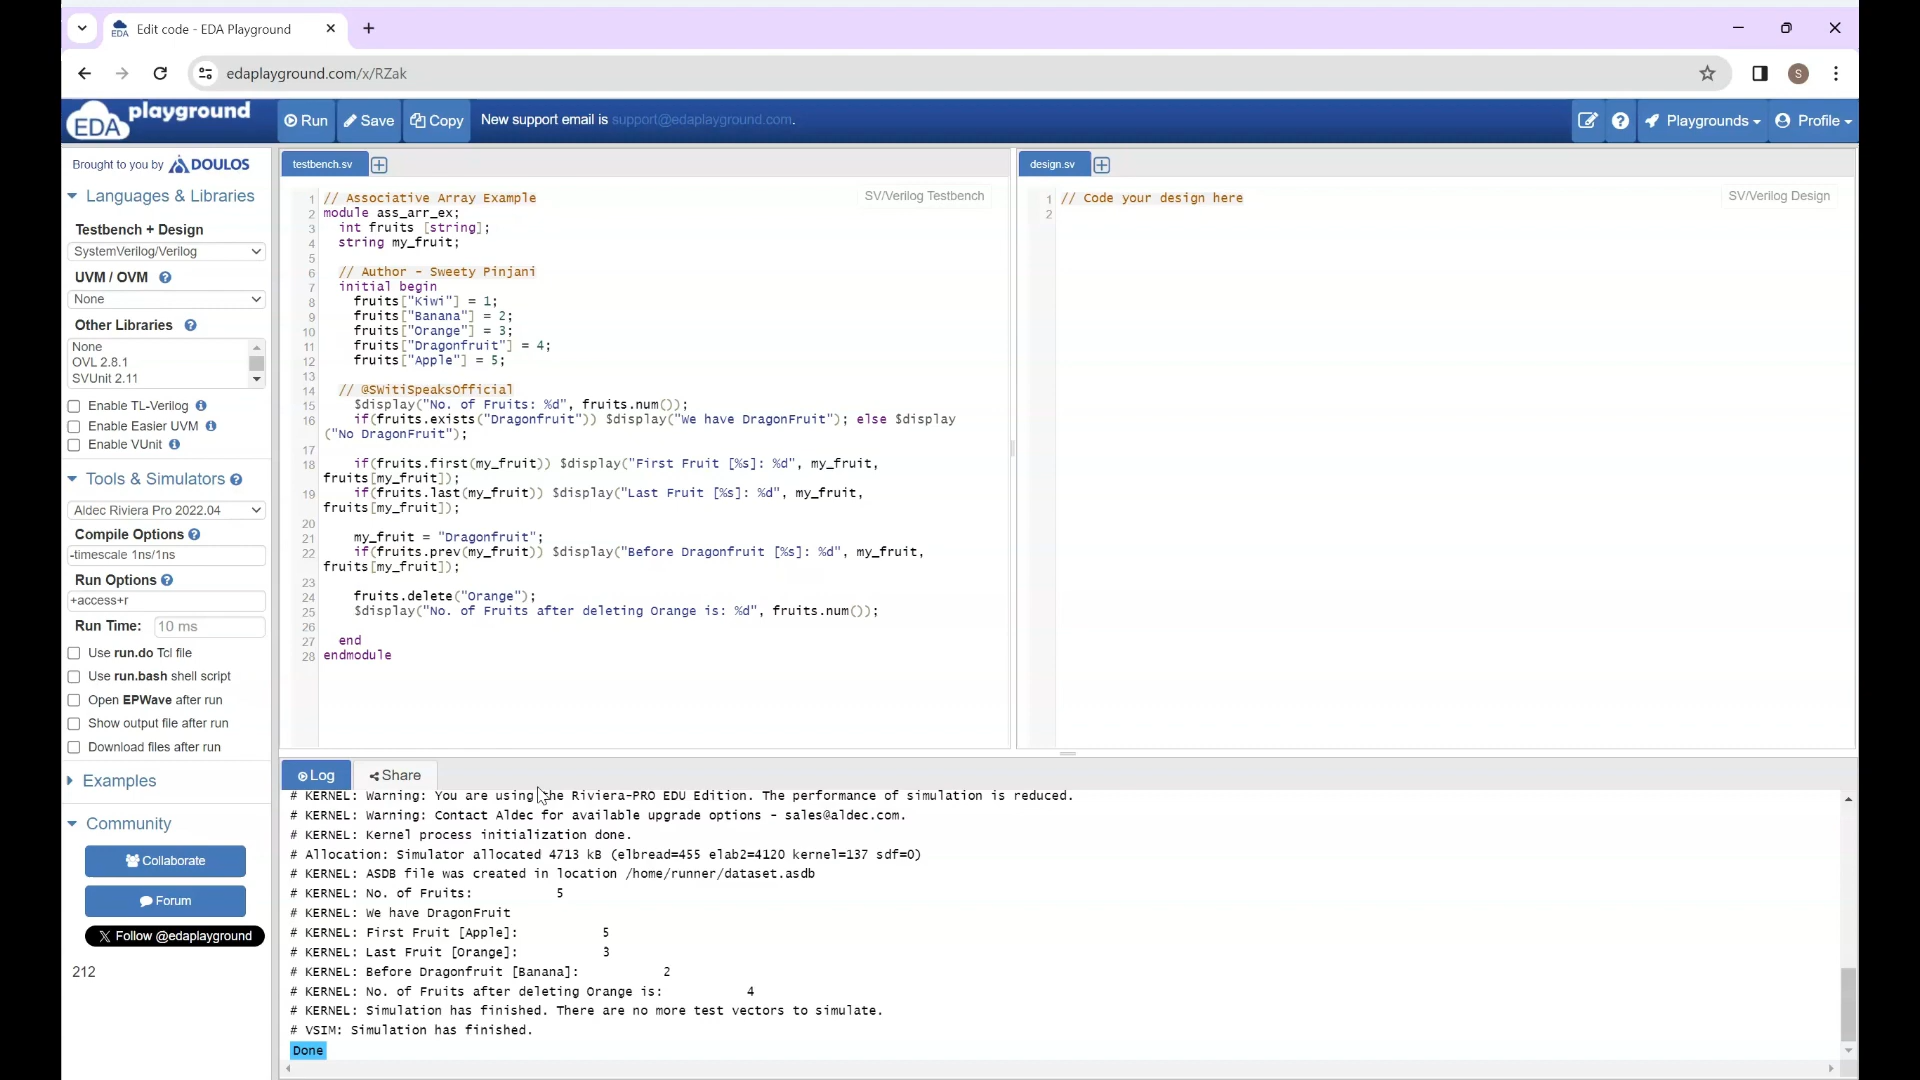 Edit code - EDA Playground
edaplayground.com/x/RZak
S
EDA playground
Run
Save
Copy
New support email is support@edaplayground.com.
Playgrounds
Profile
Brought to you by DOULOS
Languages & Libraries
Testbench + Design
SystemVerilog/Verilog
UVM / OVM
None
Other Libraries
None
OVL 2.8.1
SVUnit 2.11
Enable TL-Verilog
Enable Easier UVM
Enable VUnit
Tools & Simulators
Aldec Riviera Pro 2022.04
Compile Options
-timescale 1ns/1ns
Run Options
+access+r
Run Time: 10 ms
Use run.do Tcl file
Use run.bash shell script
Open EPWave after run
Show output file after run
Download files after run
Examples
Community
Collaborate
Forum
X Follow @edaplayground
212
testbench.sv
SV/Verilog Testbench
1 // Associative Array Example
2 module ass_arr_ex;
3 int fruits [string];
4 string my_fruit;
5
6 // Author - Sweety Pinjani
7 initial begin
8 fruits["Kiwi"] = 1;
9 fruits["Banana"] = 2;
10 fruits["Orange"] = 3;
11 fruits["Dragonfruit"] = 4;
12 fruits["Apple"] = 5;
13
14 // @SWitiSpeaksOfficial
15 $display("No. of Fruits: %d", fruits.num());
16 if(fruits.exists("Dragonfruit")) $display("We have DragonFruit"); else $display
("No DragonFruit");
17
18 if(fruits.first(my_fruit)) $display("First Fruit [%s]: %d", my_fruit,
fruits[my_fruit]);
19 if(fruits.last(my_fruit)) $display("Last Fruit [%s]: %d", my_fruit,
fruits[my_fruit]);
20
21 my_fruit = "Dragonfruit";
22 if(fruits.prev(my_fruit)) $display("Before Dragonfruit [%s]: %d", my_fruit,
fruits[my_fruit]);
23
24 fruits.delete("Orange");
25 $display("No. of Fruits after deleting Orange is: %d", fruits.num());
26
27 end
28 endmodule
design.sv
SV/Verilog Design
1 // Code your design here
2
Log
Share
# KERNEL: Warning: You are using the Riviera-PRO EDU Edition. The performance of simulation is reduced.
# KERNEL: Warning: Contact Aldec for available upgrade options - sales@aldec.com.
# KERNEL: Kernel process initialization done.
# Allocation: Simulator allocated 4713 kB (elbread=455 elab2=4120 kernel=137 sdf=0)
# KERNEL: ASDB file was created in location /home/runner/dataset.asdb
# KERNEL: No. of Fruits: 5
# KERNEL: We have DragonFruit
# KERNEL: First Fruit [Apple]: 5
# KERNEL: Last Fruit [Orange]: 3
# KERNEL: Before Dragonfruit [Banana]: 2
# KERNEL: No. of Fruits after deleting Orange is: 4
# KERNEL: Simulation has finished. There are no more test vectors to simulate.
# VSIM: Simulation has finished.
Done